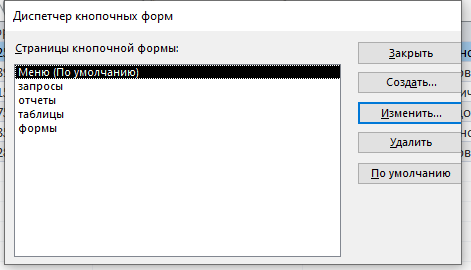 Диспетчер кнопочных форм
Страницы кнопочной формы:
Меню (По умолчанию)
запросы
отчеты
таблицы
формы
Закрыть
Создать...
Изменить...
Удалить
По умолчанию